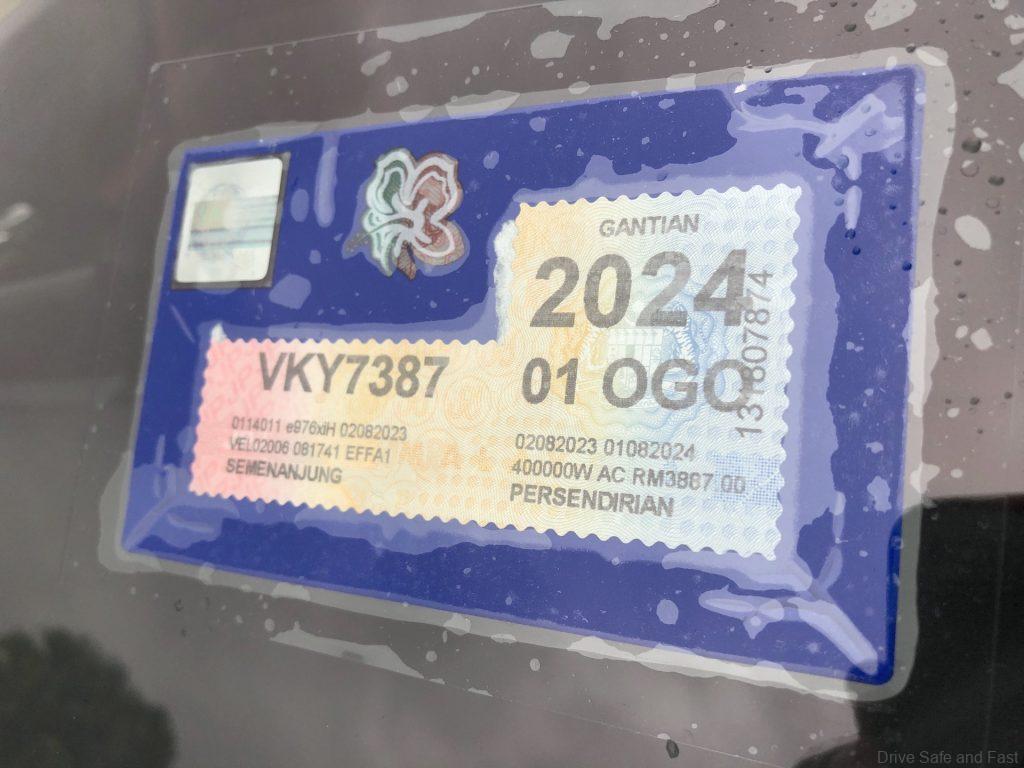 GANTIAN
2024
01 OGO
1311807874
VKY7387
0114011 e976xiH 02082023
VEL02006 081741 EFFA1
SEMENANJUNG
02082023 01082024
400000W AC RM3867.00
PERSENDIRIAN
Drive Safe and Fast